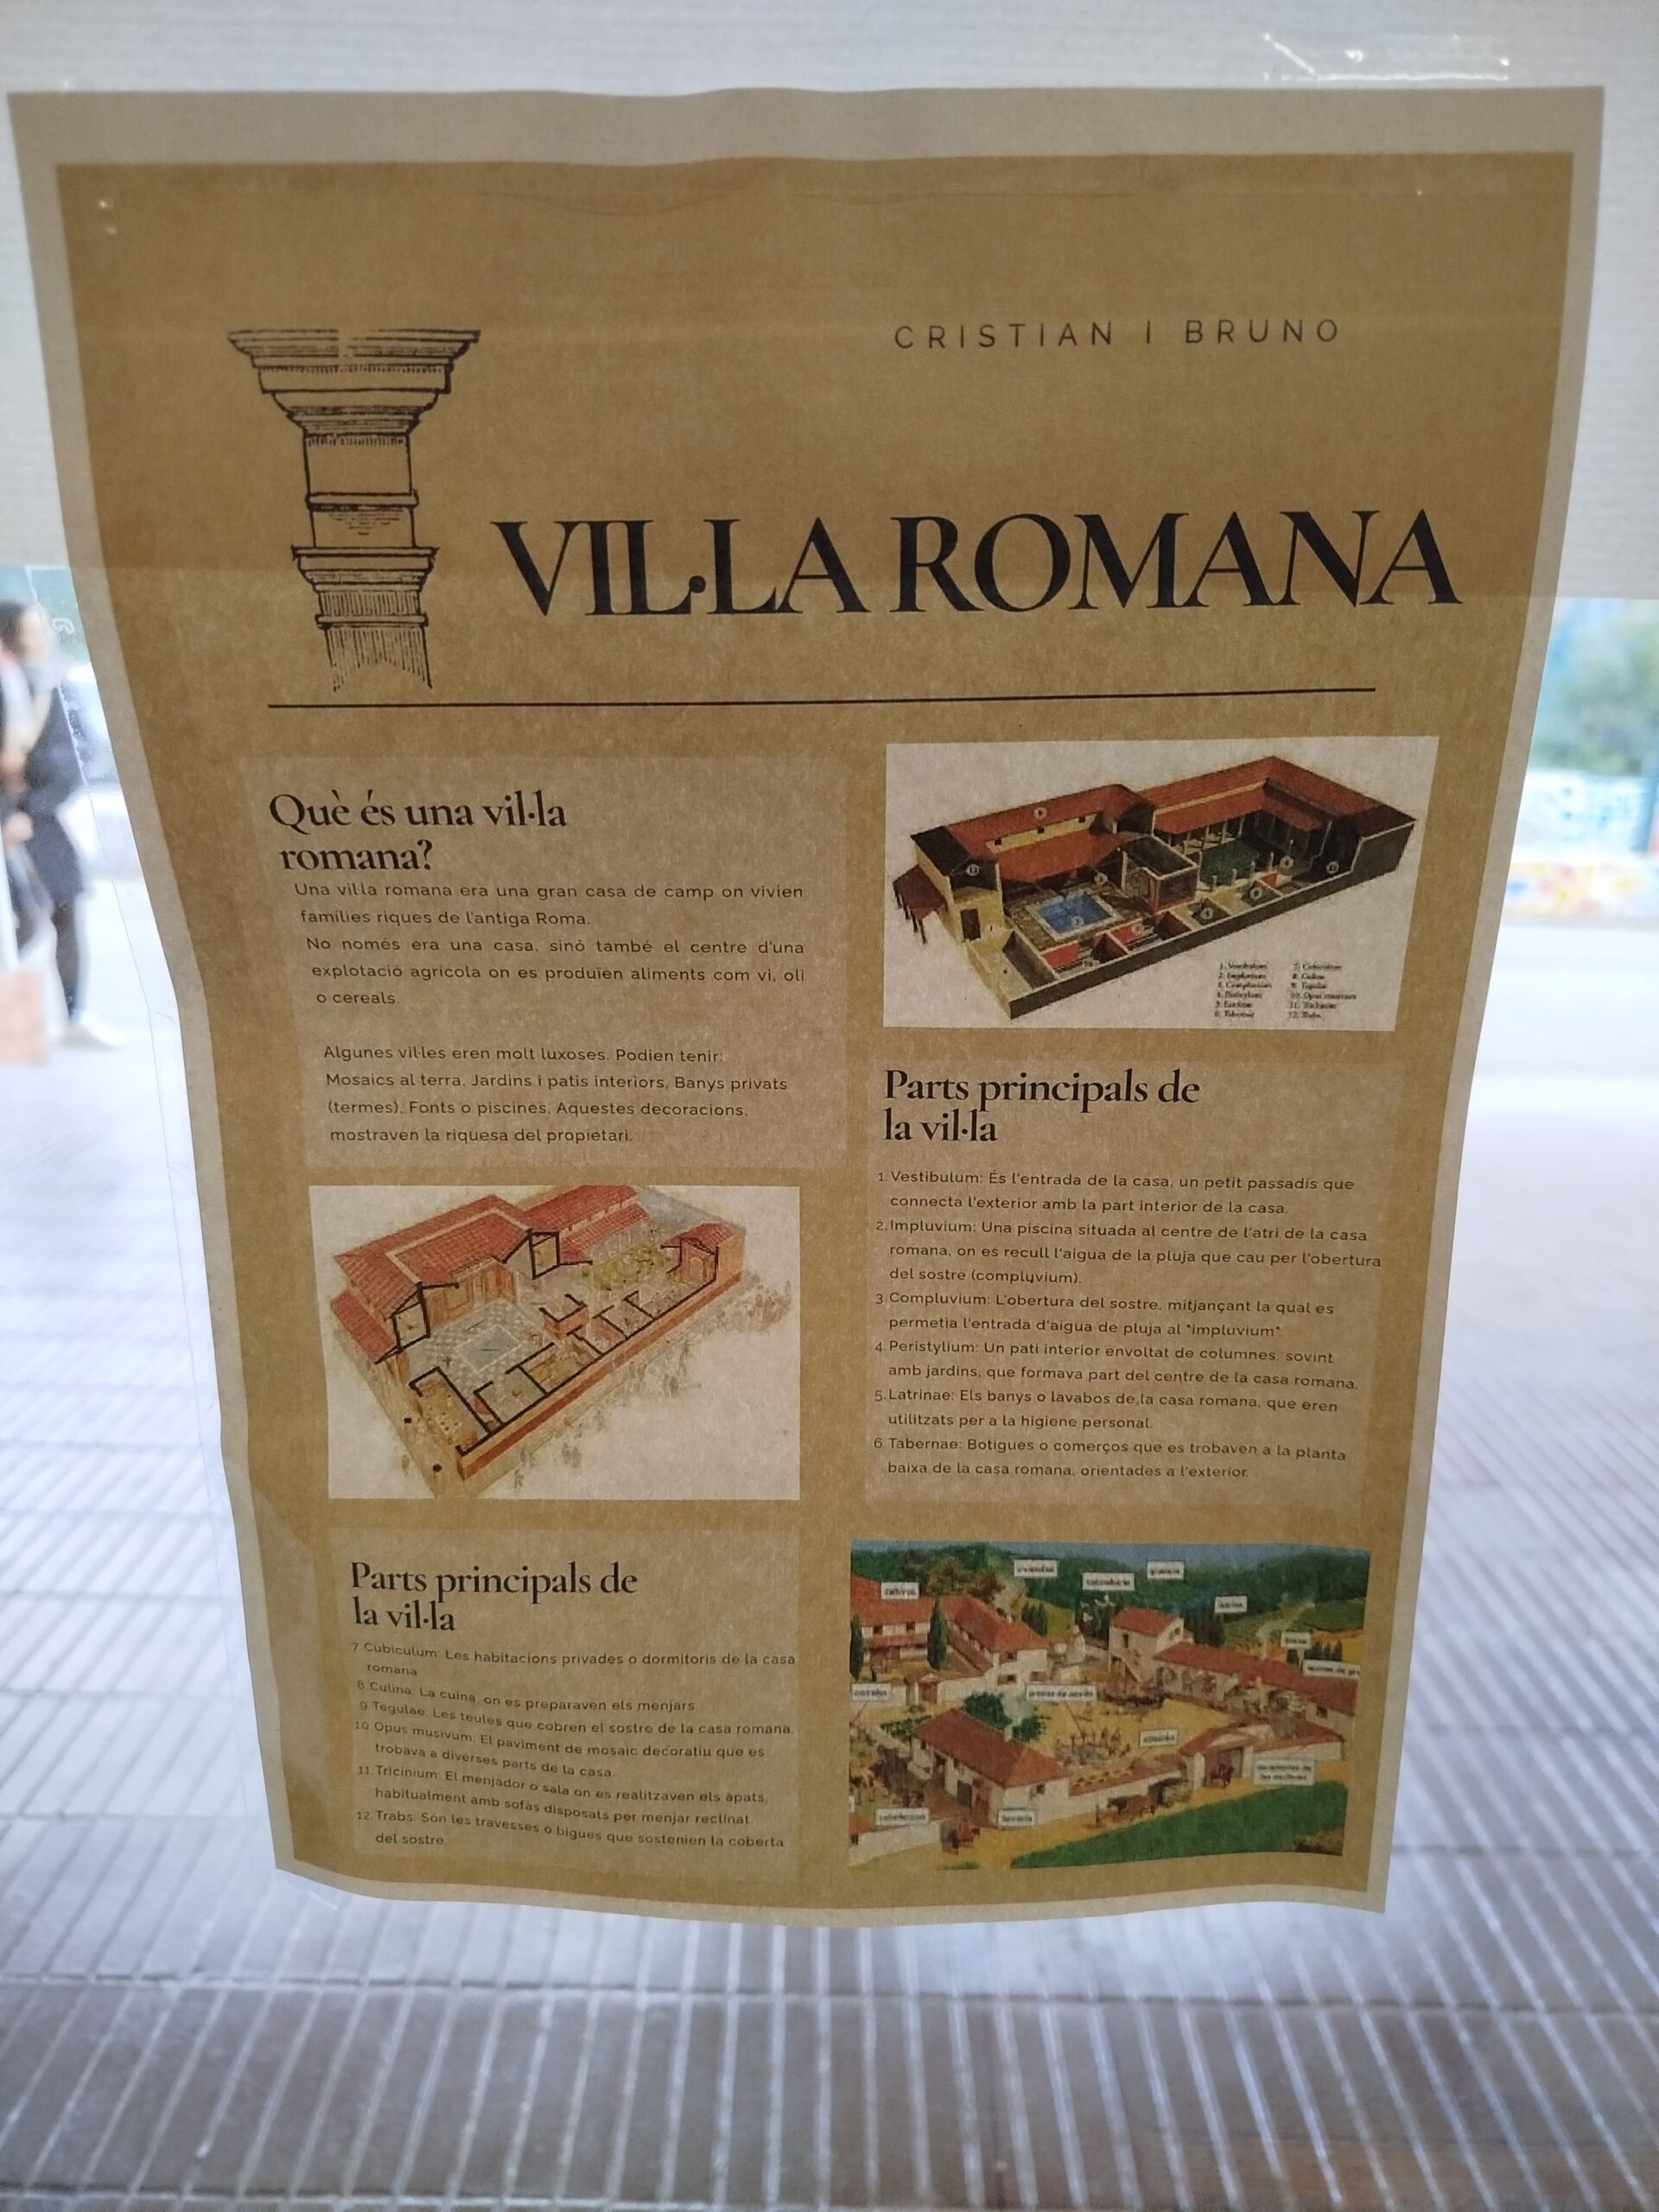 CRISTIAN I BRUNO
VIL·LA ROMANA
Què és una vil·la
romana?
Una vil·la romana era una gran casa de camp on vivien
famílies riques de l'antiga Roma.
No només era una casa, sinó també el centre d'una
explotació agrícola on es produïen aliments com vi, oli
o cereals.
Algunes vil·les eren molt luxoses. Podien tenir:
Mosaics al terra, Jardins i patis interiors, Banys privats
(termes), Fonts o piscines, Aquestes decoracions,
mostraven la riquesa del propietari.
Parts principals de
la vil·la
1. Vestibulum: És l'entrada de la casa, un petit passadís que
connecta l'exterior amb la part interior de la casa.
2. Impluvium: Una piscina situada al centre de l'atri de la casa
romana, on es recull l'aigua de la pluja que cau per l'obertura
del sostre (compluvium).
3. Compluvium: L'obertura del sostre, mitjançant la qual es
permetia l'entrada d'aigua de pluja al "impluvium".
4. Peristylium: Un pati interior envoltat de columnes, sovint
amb jardins, que formava part del centre de la casa romana.
5. Latrinae: Els banys o lavabos de la casa romana, que eren
utilitzats per a la higiene personal.
6. Tabernae: Botigues o comerços que es trobaven a la planta
baixa de la casa romana, orientades a l'exterior.
Parts principals de
la vil·la
7. Cubiculum: Les habitacions privades o dormitoris de la casa
romana
8. Culina: La cuina, on es preparaven els menjars.
9. Tegulae: Les teules que cobren el sostre de la casa romana.
10. Opus musivum: El paviment de mosaic decoratiu que es
trobava a diverses parts de la casa.
11. Tricinium: El menjador o sala on es realitzaven els àpats,
habitualment amb sofàs disposats per menjar reclinat.
12. Trabs: Són les travesses o bigues que sostenien la coberta
del sostre.